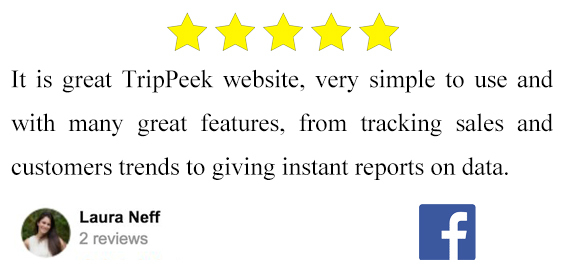 It is great TripPeek website, very simple to use and
with many great features, from tracking sales and
customers trends to giving instant reports on data.
Laura Neff
2 reviews
f